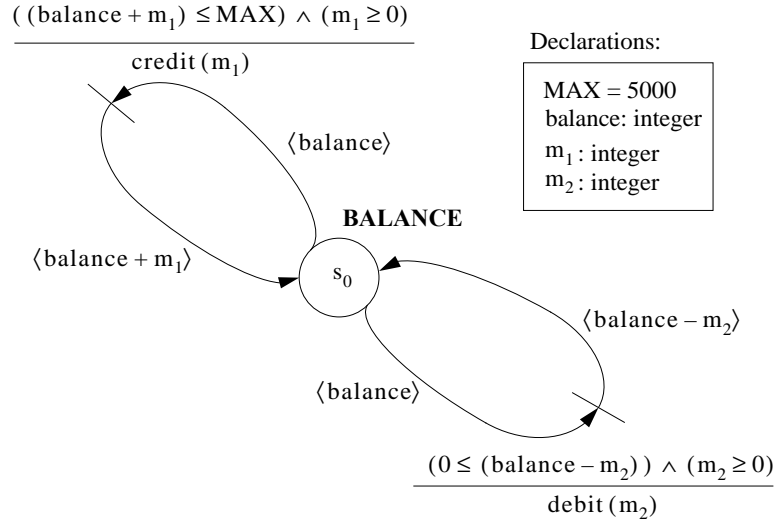 ((balance + m₁) ≤ MAX) ∧ (m₁ ≥ 0)
credit (m₁)
Declarations:
MAX = 5000
balance: integer
m₁: integer
m₂: integer
⟨balance⟩
BALANCE
⟨balance + m₁⟩
s₀
⟨balance – m₂⟩
⟨balance⟩
(0 ≤ (balance – m₂)) ∧ (m₂ ≥ 0)
debit (m₂)